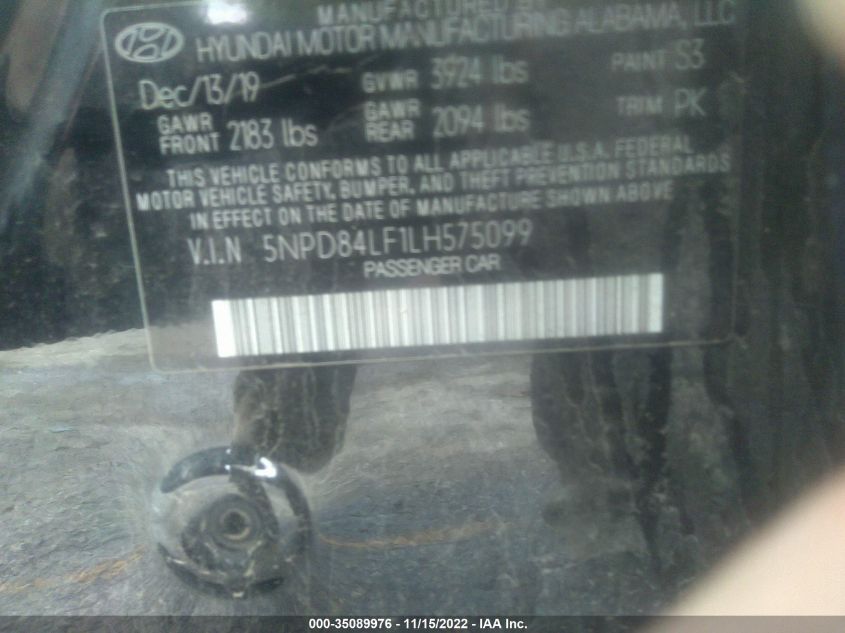 MANUFACTURED BY
HYUNDAI MOTOR MANUFACTURING ALABAMA, LLC
Dec/13/19 GVWR 3924 lbs PAINT S3
GAWR FRONT 2183 lbs GAWR REAR 2094 lbs TRIM PK
THIS VEHICLE CONFORMS TO ALL APPLICABLE U.S.A. FEDERAL
MOTOR VEHICLE SAFETY, BUMPER, AND THEFT PREVENTION STANDARDS
IN EFFECT ON THE DATE OF MANUFACTURE SHOWN ABOVE
V.I.N 5NPD84LF1LH575099
PASSENGER CAR
000-35089976 - 11/15/2022 - IAA Inc.